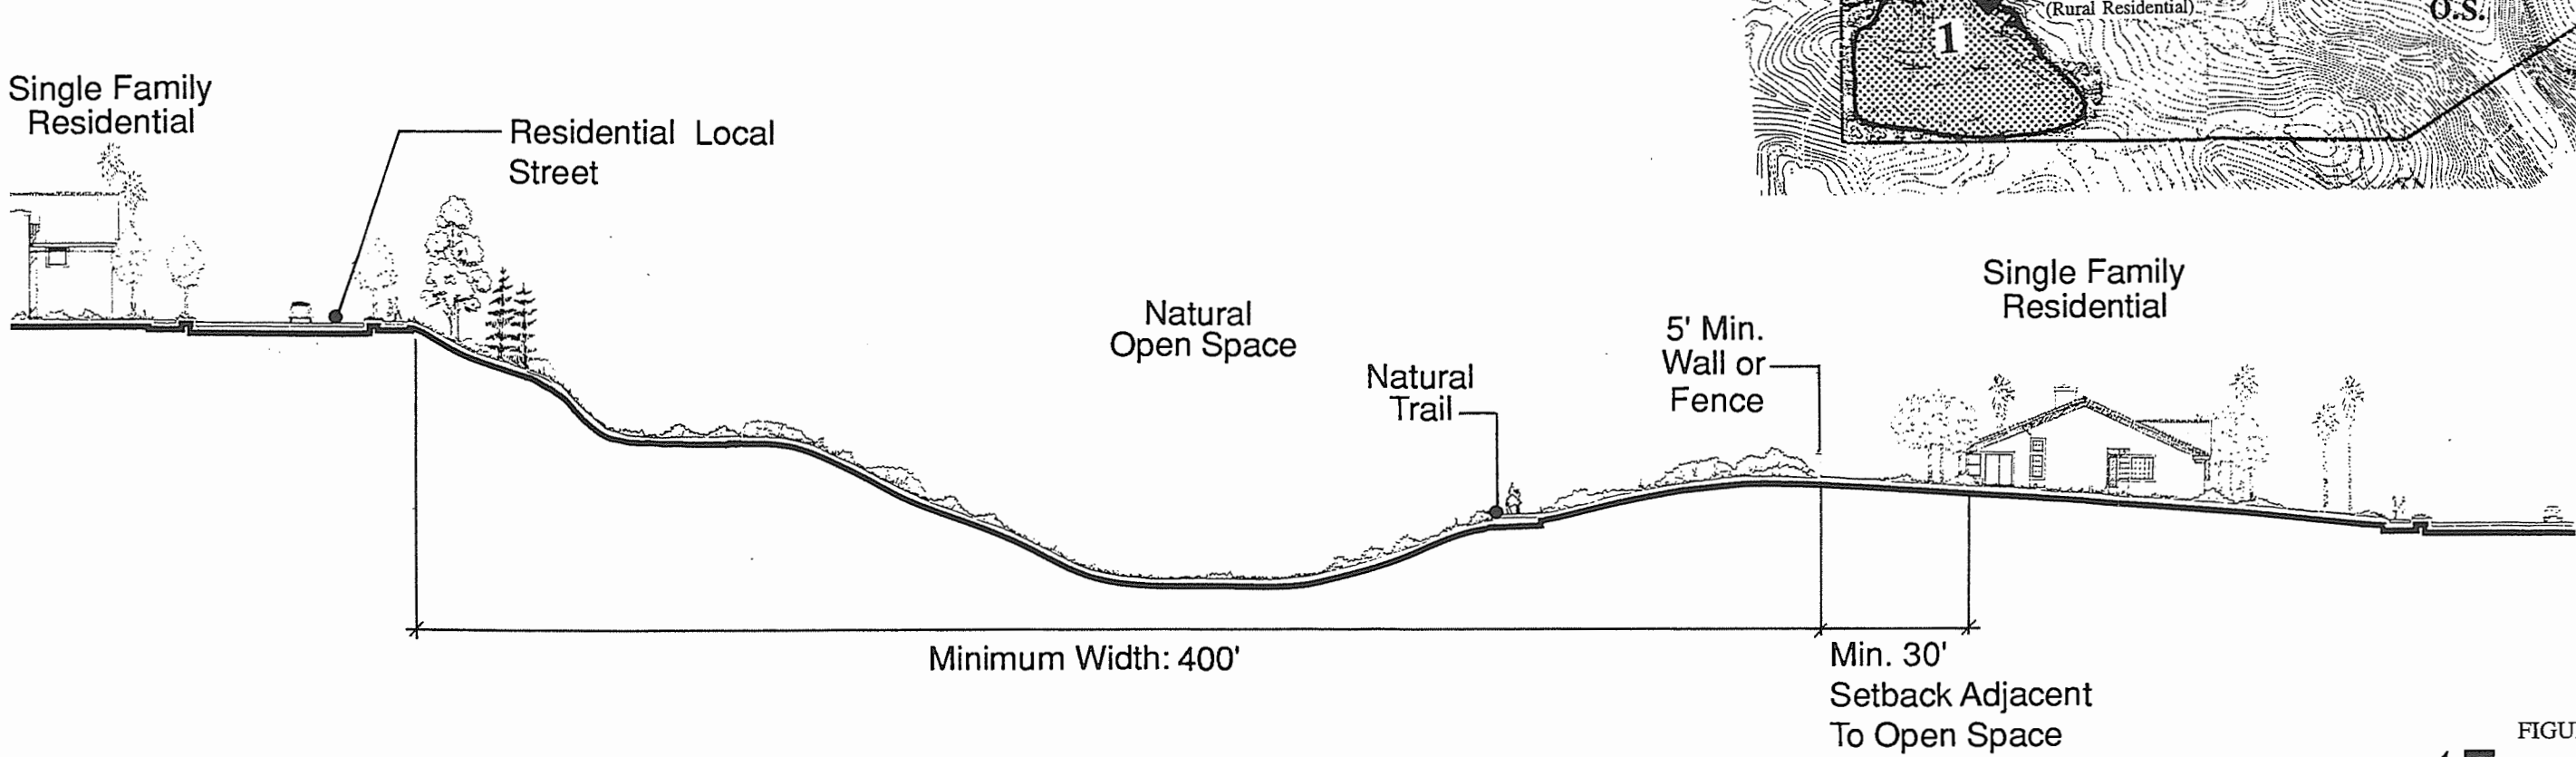 (Rural Residential)
O.S.
1
Single Family
Residential
Residential Local
Street
Natural
Open Space
Natural
Trail
5' Min.
Wall or
Fence
Single Family
Residential
Minimum Width: 400'
Min. 30'
Setback Adjacent
To Open Space